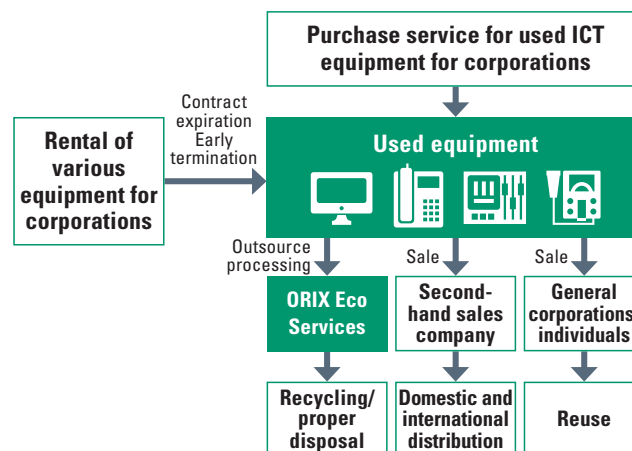 Purchase service for used ICT
equipment for corporations
Contract
expiration
Early
termination
Rental of
various
equipment for
corporations
Used equipment
Outsource
processing
Sale
Sale
ORIX Eco
Services
Second-
hand sales
company
General
corporations,
individuals
Recycling/
proper
disposal
Domestic and
international
distribution
Reuse